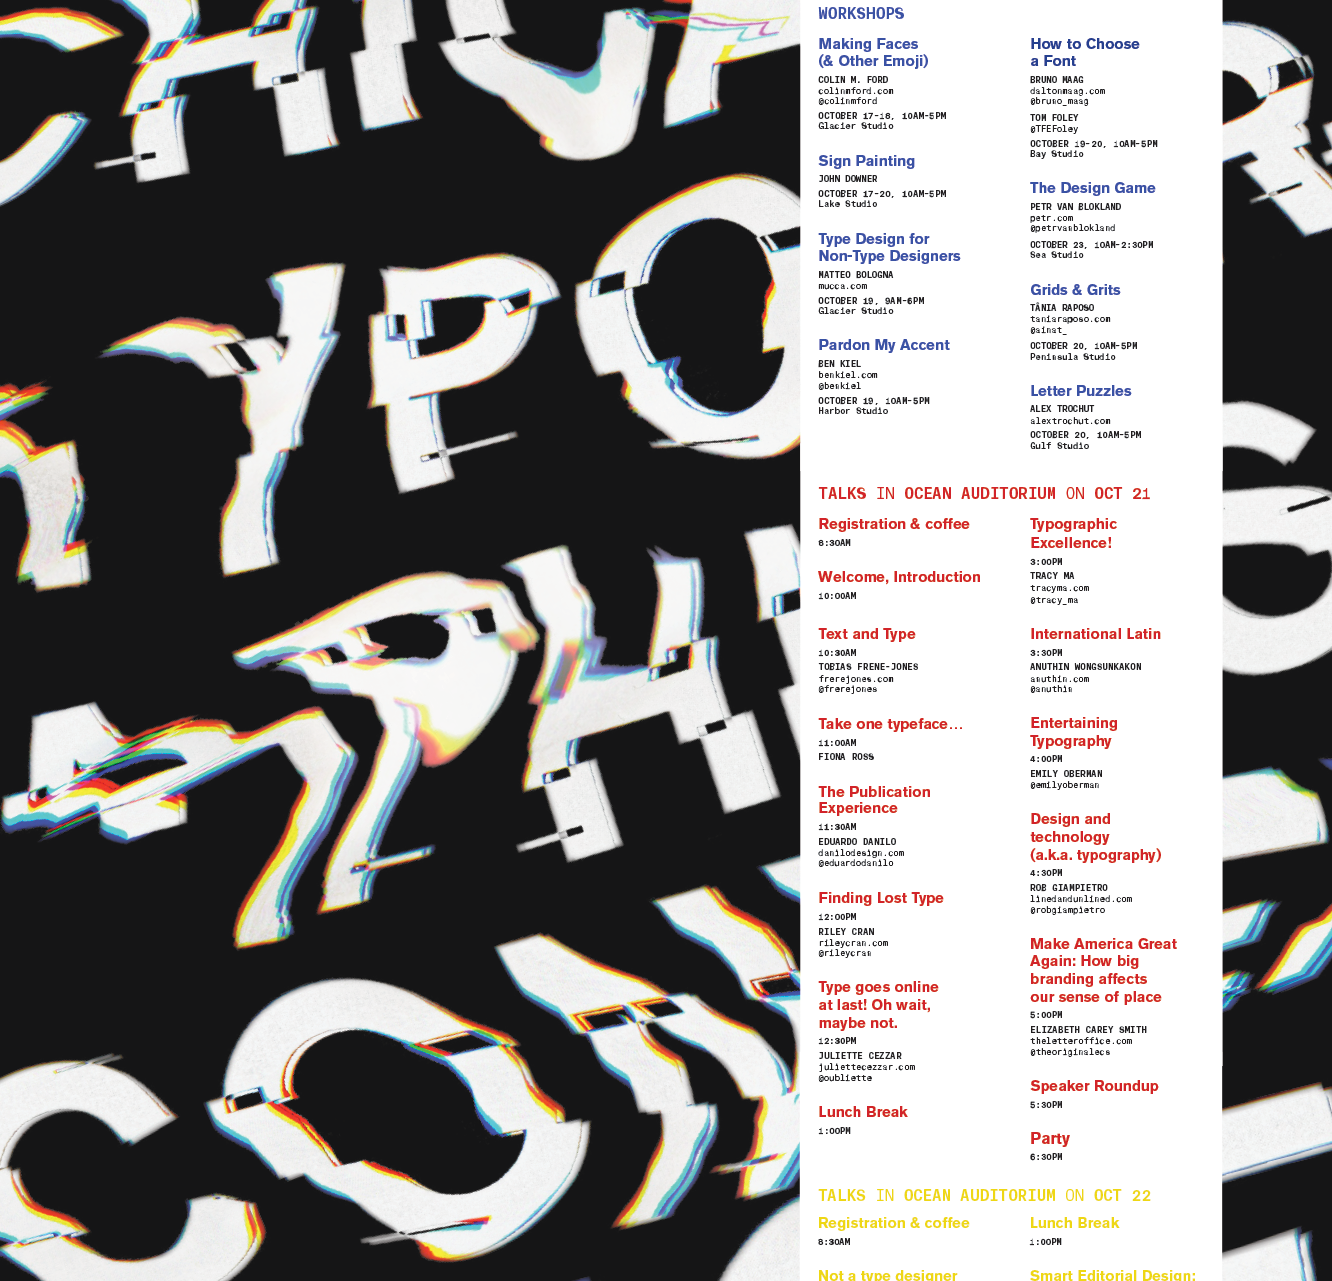 CHIVA
TYPO
WORKSHOPS
Making Faces
(& Other Emoji)
COLIN M. FORD
colinmford.com
@colinmford
OCTOBER 17-18, 10AM-5PM
Glacier Studio
Sign Painting
JOHN DOWNER
OCTOBER 17-20, 10AM-5PM
Lake Studio
Type Design for
Non-Type Designers
MATTEO BOLOGNA
mucca.com
OCTOBER 19, 9AM-6PM
Glacier Studio
Pardon My Accent
BEN KIEL
benkiel.com
@benkiel
OCTOBER 19, 10AM-5PM
Harbor Studio
How to Choose
a Font
BRUNO MAAG
daltonmaag.com
@bruno_maag
TOM FOLEY
@TFEFoley
OCTOBER 19-20, 10AM-5PM
Bay Studio
The Design Game
PETR VAN BLOKLAND
petr.com
@petrvanblokland
OCTOBER 23, 10AM-2:30PM
Sea Studio
Grids & Grits
TÂNIA RAPOSO
taniaraposo.com
@ainat_
OCTOBER 20, 10AM-5PM
Peninsula Studio
Letter Puzzles
ALEX TROCHUT
alextrochut.com
OCTOBER 20, 10AM-5PM
Gulf Studio
TALKS IN OCEAN AUDITORIUM ON OCT 21
Registration & coffee
8:30AM
Welcome, Introduction
10:00AM
Text and Type
10:30AM
TOBIAS FRENE-JONES
frerejones.com
@frerejones
Take one typeface...
11:00AM
FIONA ROSS
The Publication
Experience
11:30AM
EDUARDO DANILO
danilodesign.com
@eduardodanilo
Finding Lost Type
12:00PM
RILEY CRAN
rileycran.com
@rileycran
Type goes online
at last! Oh wait,
maybe not.
12:30PM
JULIETTE CEZZAR
juliettecezzar.com
@oubliette
Lunch Break
1:00PM
Typographic
Excellence!
3:00PM
TRACY MA
tracyma.com
@tracy_ma
International Latin
3:30PM
ANUTHIN WONGSUNKAKON
anuthin.com
@anuthin
Entertaining
Typography
4:00PM
EMILY OBERMAN
@emilyoberman
Design and
technology
(a.k.a. typography)
4:30PM
ROB GIAMPIETRO
linedandunlined.com
@robgiampietro
Make America Great
Again: How big
branding affects
our sense of place
5:00PM
ELIZABETH CAREY SMITH
theletteroffice.com
@theoriginalecs
Speaker Roundup
5:30PM
Party
6:30PM
TALKS IN OCEAN AUDITORIUM ON OCT 22
Registration & coffee
8:30AM
Not a type designer
Lunch Break
1:00PM
Smart Editorial Design: